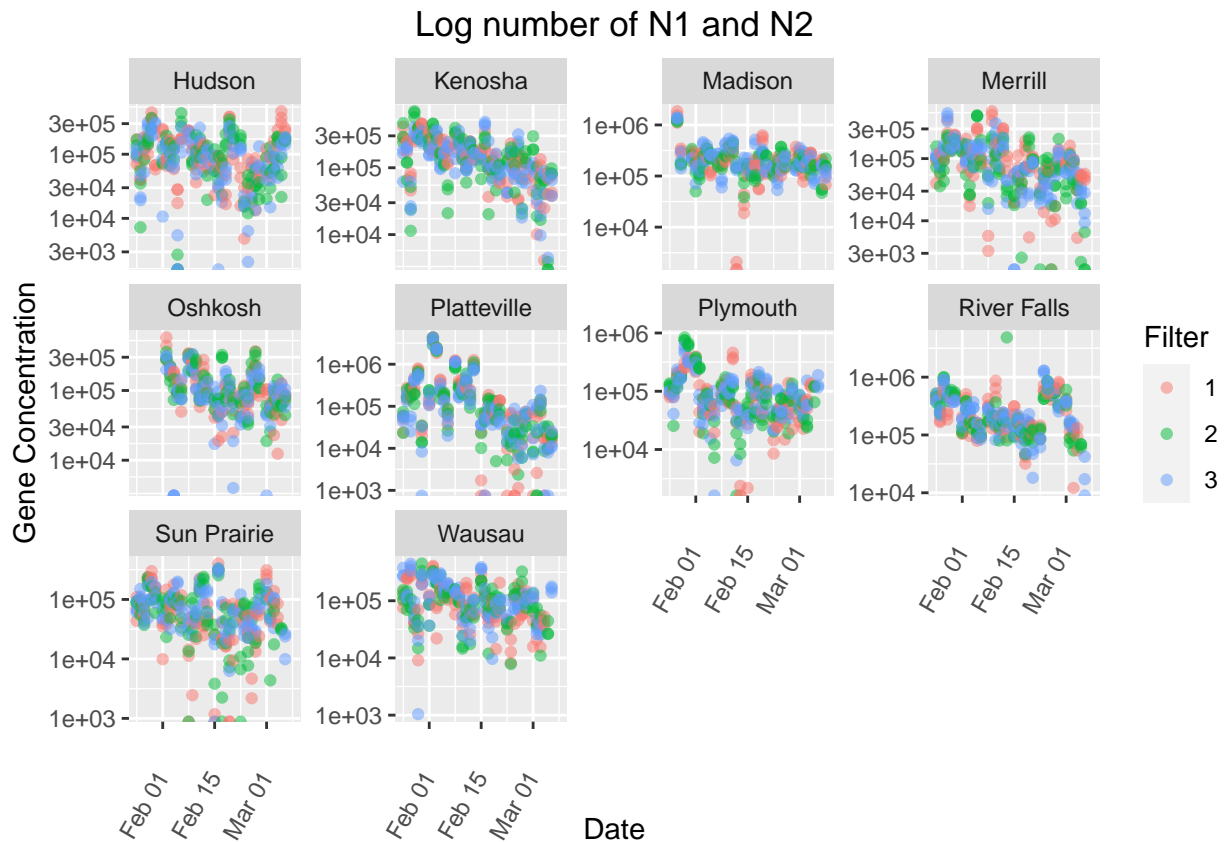 Log number of N1 and N2
Hudson Kenosha Madison Merrill
3e+05 1e+05 3e+04 1e+04 3e+03
3e+05 1e+05 3e+04 1e+04
1e+06 1e+05 1e+04
3e+05 1e+05 3e+04 1e+04 3e+03
Gene Concentration
Oshkosh Platteville Plymouth River Falls
3e+05 1e+05 3e+04 1e+04
1e+06 1e+05 1e+04 1e+03
1e+06 1e+05 1e+04
1e+06 1e+05 1e+04
Feb 01 Feb 15 Mar 01
Feb 01 Feb 15 Mar 01
Sun Prairie Wausau
1e+05 1e+04 1e+03
1e+05 1e+04 1e+03
Feb 01 Feb 15 Mar 01
Feb 01 Feb 15 Mar 01
Date
Filter
1
2
3